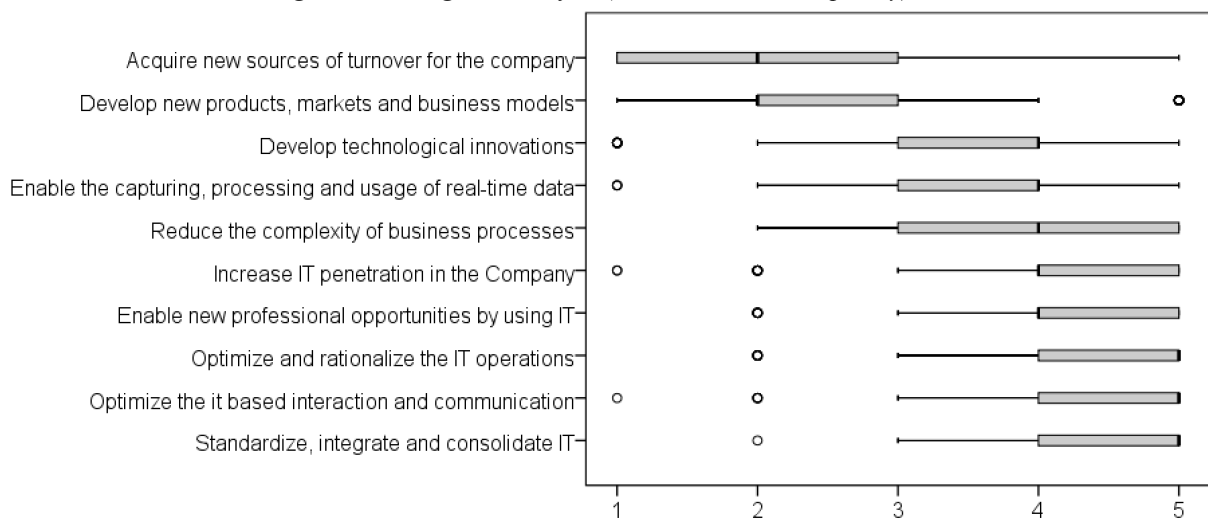 Acquire new sources of turnover for the company
Develop new products, markets and business models
Develop technological innovations
Enable the capturing, processing and usage of real-time data
Reduce the complexity of business processes
Increase IT penetration in the Company
Enable new professional opportunities by using IT
Optimize and rationalize the IT operations
Optimize the it based interaction and communication
Standardize, integrate and consolidate IT
1 2 3 4 5